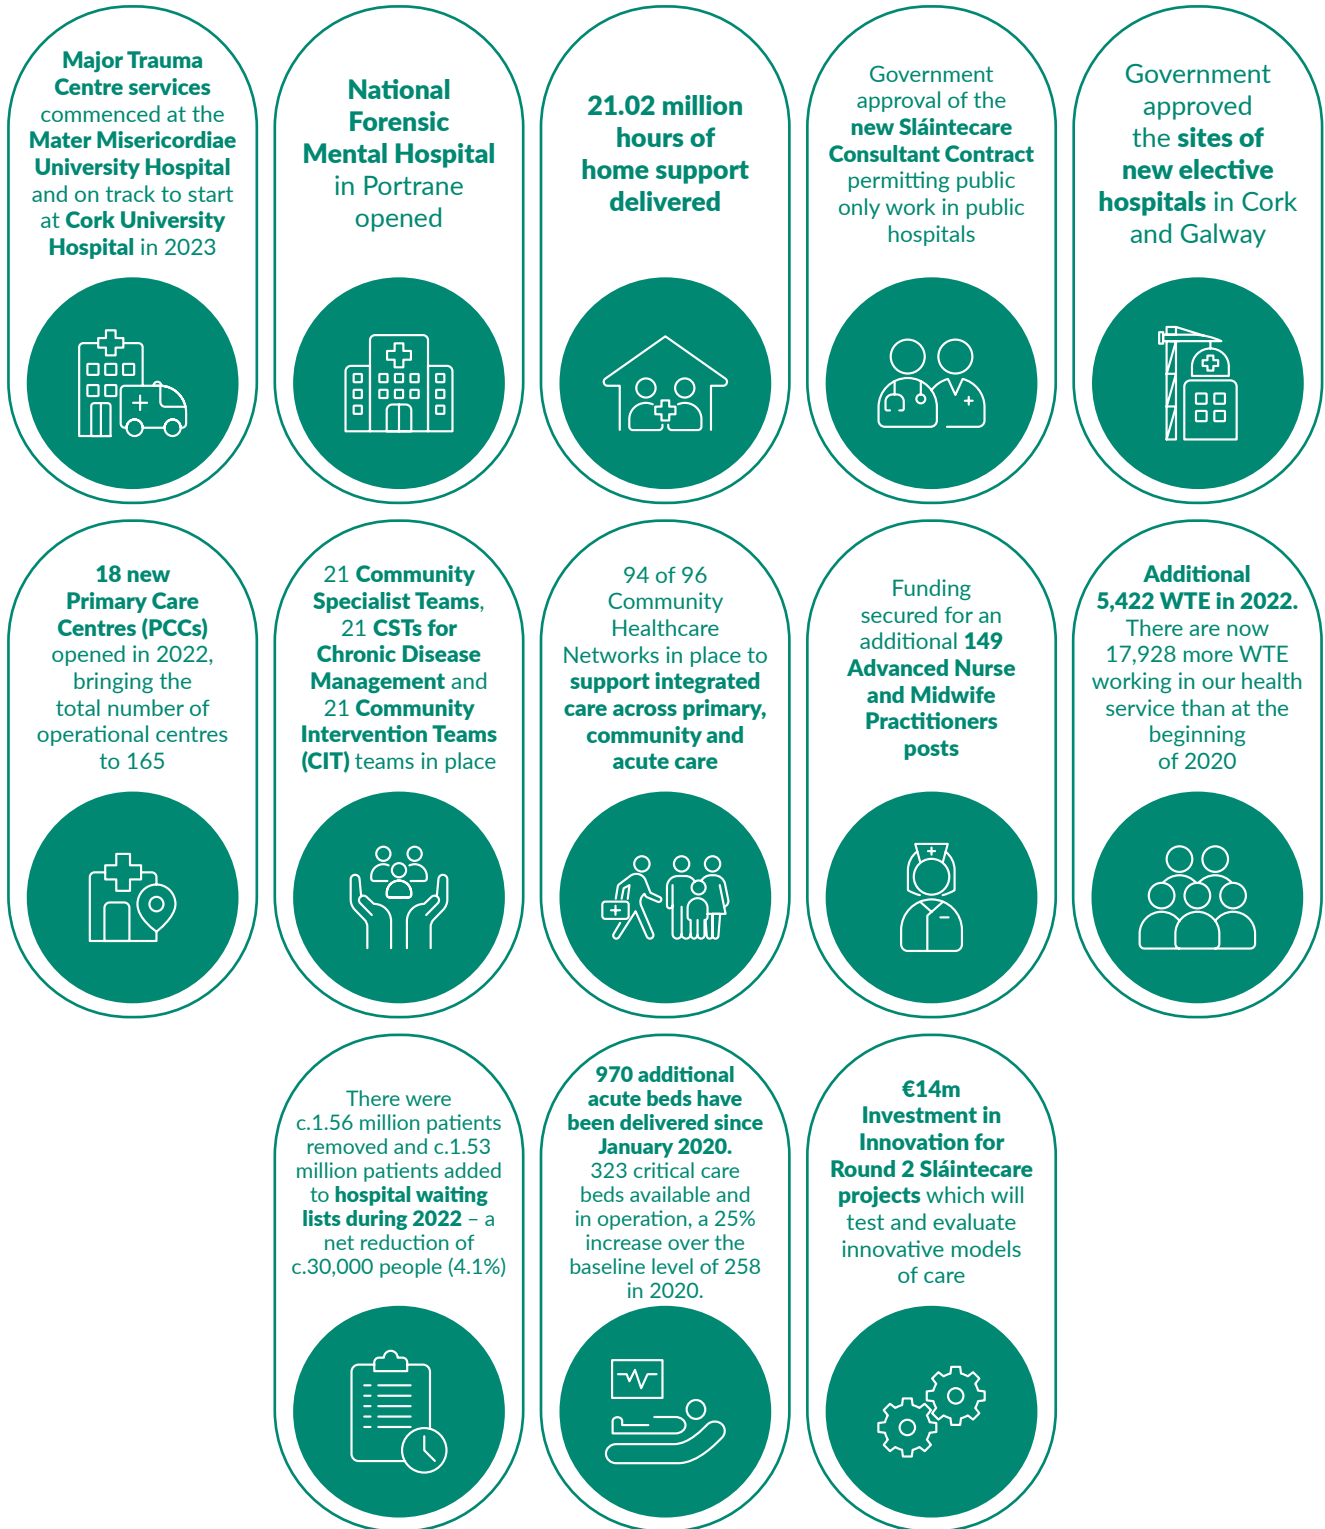 Major Trauma
Centre services
commenced at the
Mater Misericordiae
University Hospital
and on track to start
at Cork University
Hospital in 2023
National
Forensic
Mental Hospital
in Portrane
opened
21.02 million
hours of
home support
delivered
Government
approval of the
new Sláintecare
Consultant Contract
permitting public
only work in public
hospitals
Government
approved
the sites of
new elective
hospitals in Cork
and Galway
18 new
Primary Care
Centres (PCCs)
opened in 2022,
bringing the
total number of
operational centres
to 165
21 Community
Specialist Teams,
21 CSTs for
Chronic Disease
Management and
21 Community
Intervention Teams
(CIT) teams in place
94 of 96
Community
Healthcare
Networks in place to
support integrated
care across primary,
community and
acute care
Funding
secured for an
additional 149
Advanced Nurse
and Midwife
Practitioners
posts
Additional
5,422 WTE in 2022.
There are now
17,928 more WTE
working in our health
service than at the
beginning
of 2020
There were
c.1.56 million patients
removed and c.1.53
million patients added
to hospital waiting
lists during 2022 – a
net reduction of
c.30,000 people (4.1%)
970 additional
acute beds have
been delivered since
January 2020.
323 critical care
beds available and
in operation, a 25%
increase over the
baseline level of 258
in 2020.
€14m
Investment in
Innovation for
Round 2 Sláintecare
projects which will
test and evaluate
innovative models
of care